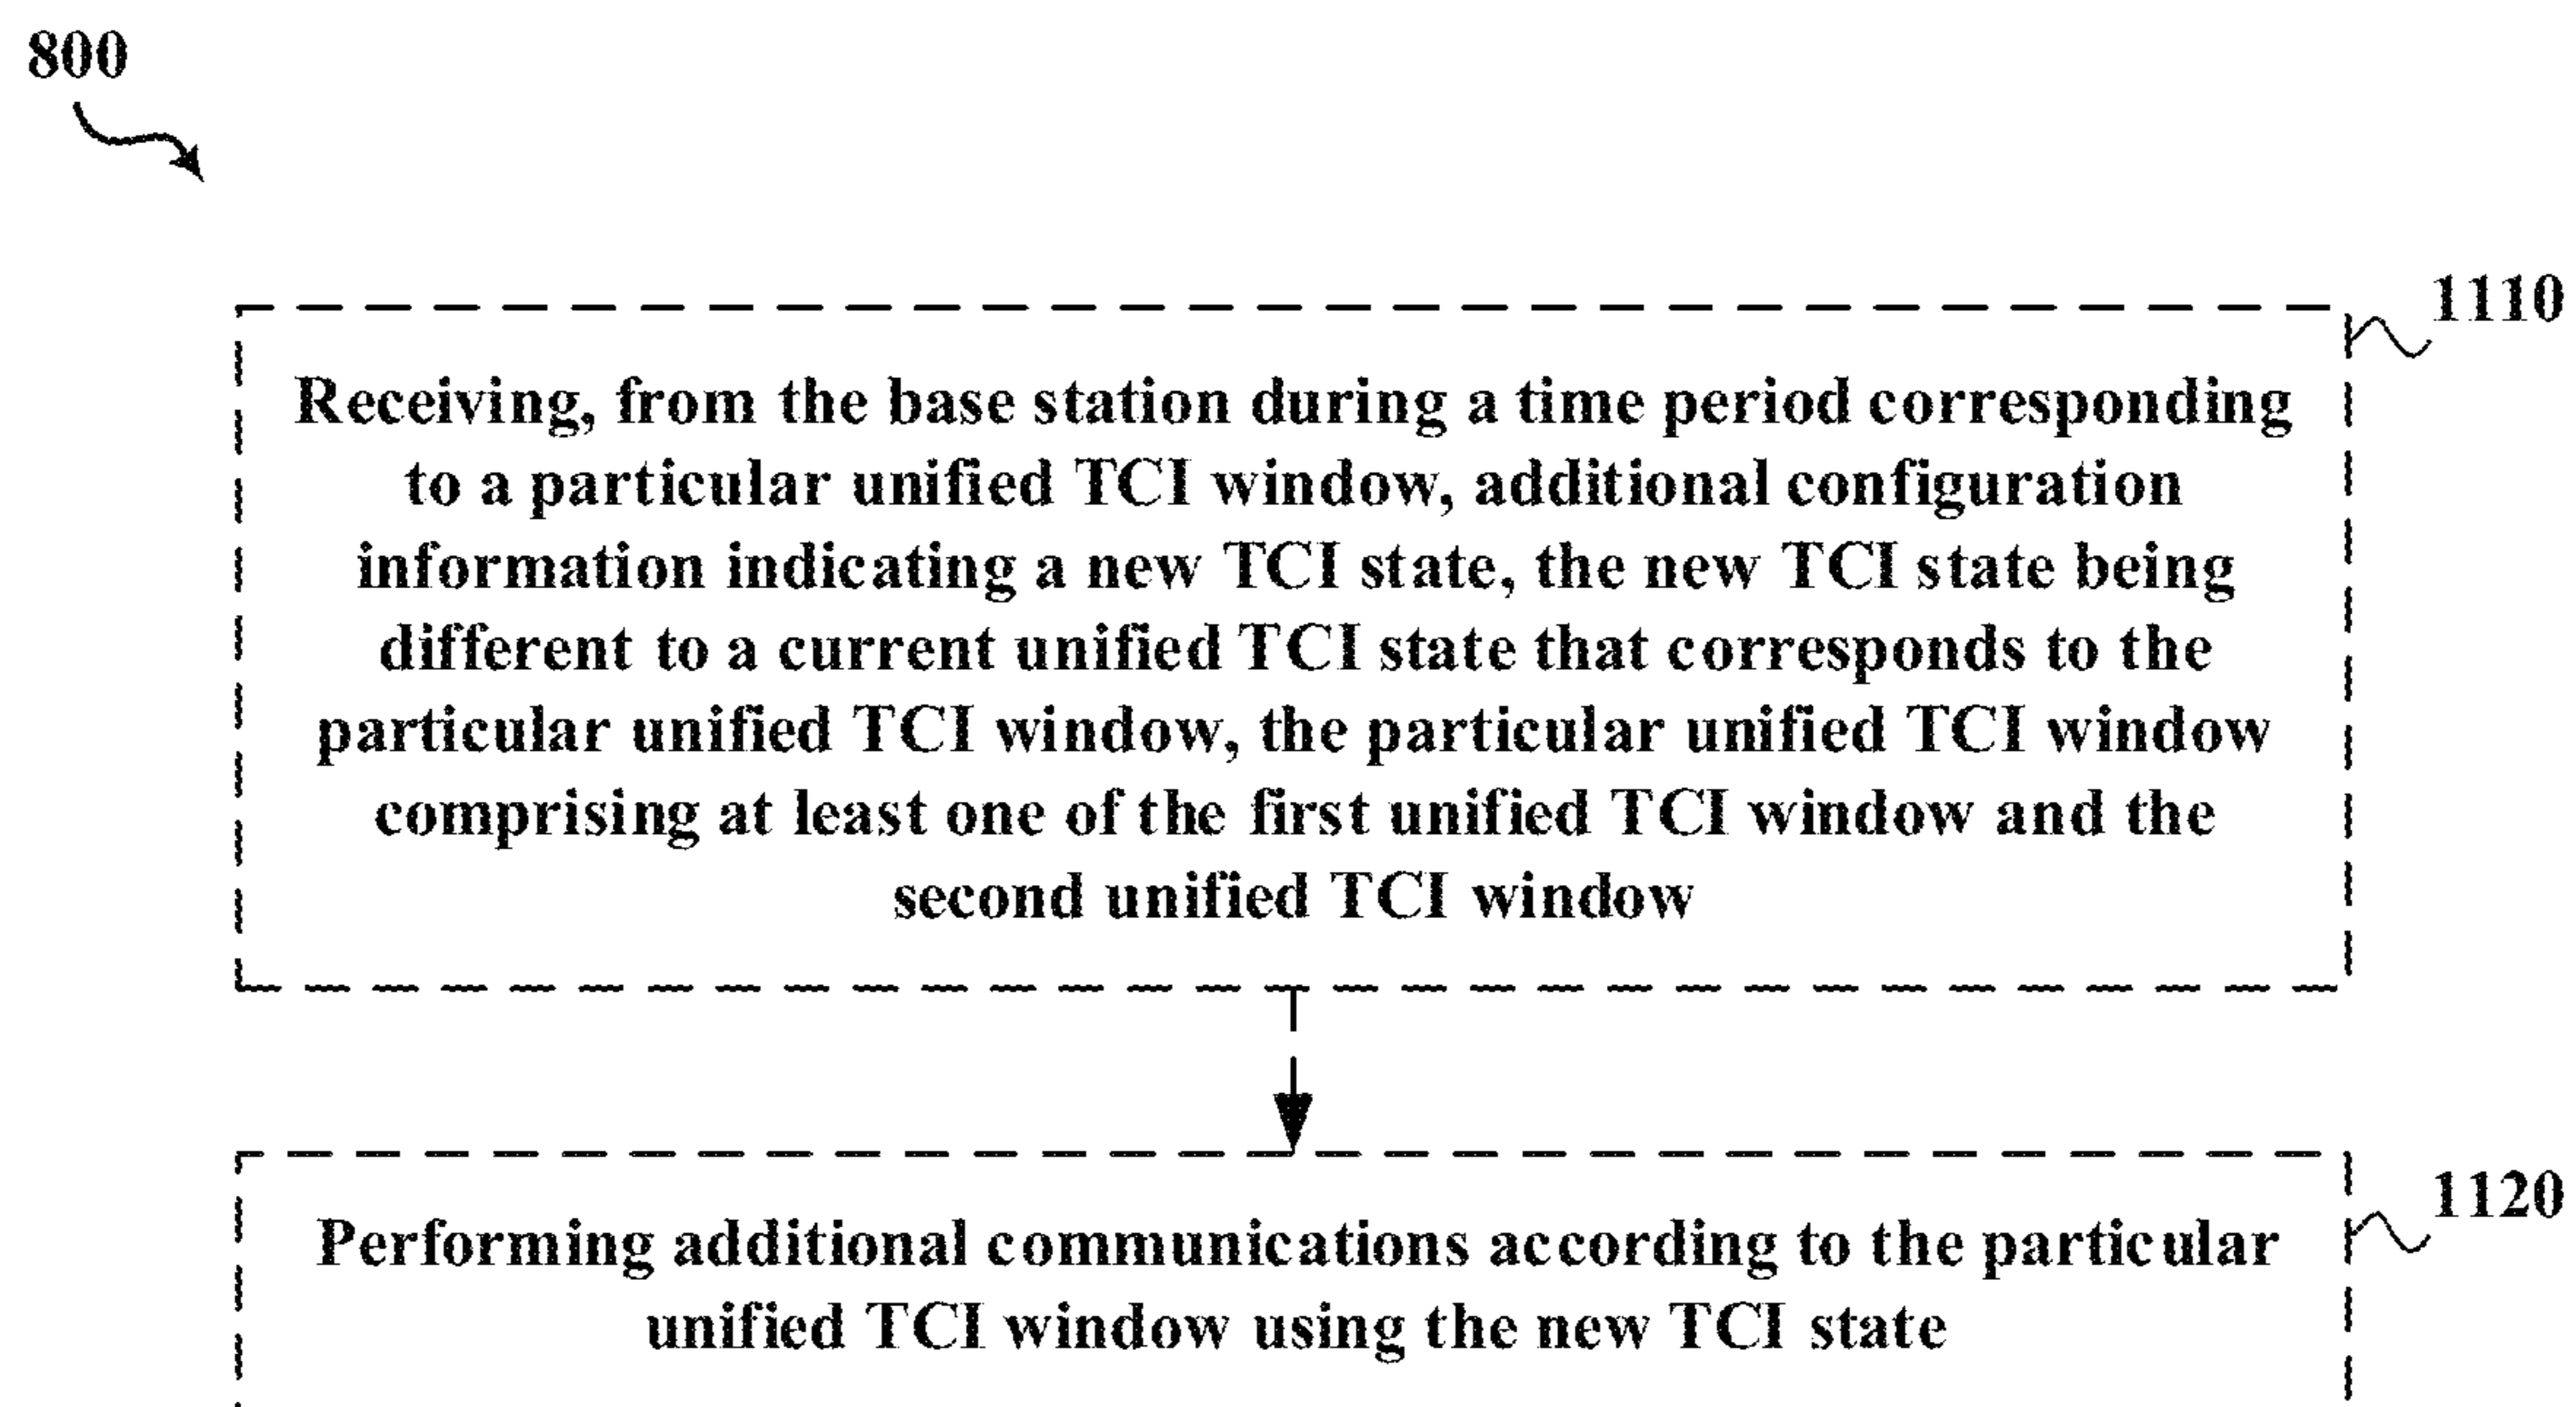 800
1110
Receiving, from the base station during a time period corresponding
to a particular unified TCI window, additional configuration
information indicating a new TCI state, the new TCI state being
different to a current unified TCI state that corresponds to the
particular unified TCI window, the particular unified TCI window
comprising at least one of the first unified TCI window and the
second unified TCI window
1120
Performing additional communications according to the particular
unified TCI window using the new TCI state